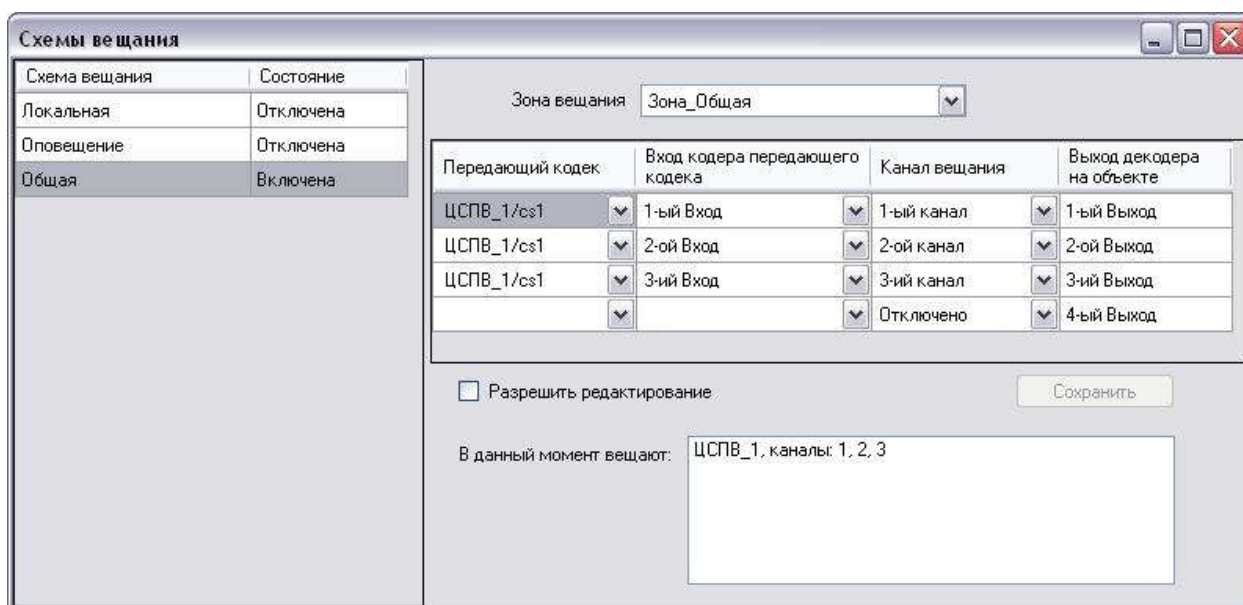 Схемы вещания
Схема вещания Состояние
Локальная Отключена
Оповещение Отключена
Общая Включена
Зона вещания Зона_Общая
Передающий кодек Вход кодера передающего кодека Канал вещания Выход декодера на объекте
ЦСПВ_1/cs1 1-ый Вход 1-ый канал 1-ый Выход
ЦСПВ_1/cs1 2-ой Вход 2-ой канал 2-ой Выход
ЦСПВ_1/cs1 3-ий Вход 3-ий канал 3-ий Выход
Отключено 4-ый Выход
Разрешить редактирование Сохранить
В данный момент вещают: ЦСПВ_1, каналы: 1, 2, 3